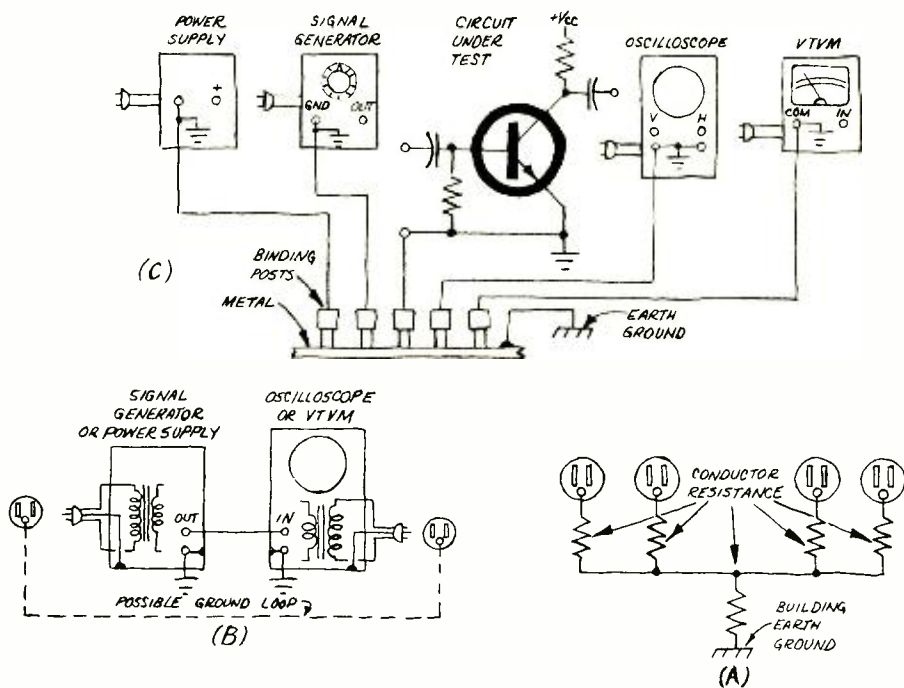 POWER
SUPPLY
SIGNAL
GENERATOR
CIRCUIT
UNDER
TEST
+VCC
OSCILLOSCOPE
VTVM
+
GND
OUT
V
H
COM
IN
(C)
BINDING
POSTS
METAL
EARTH
GROUND
SIGNAL
GENERATOR
OR POWER SUPPLY
OSCILLOSCOPE
OR VTVM
OUT
IN
POSSIBLE GROUND LOOP
(B)
CONDUCTOR
RESISTANCE
BUILDING
EARTH
GROUND
(A)